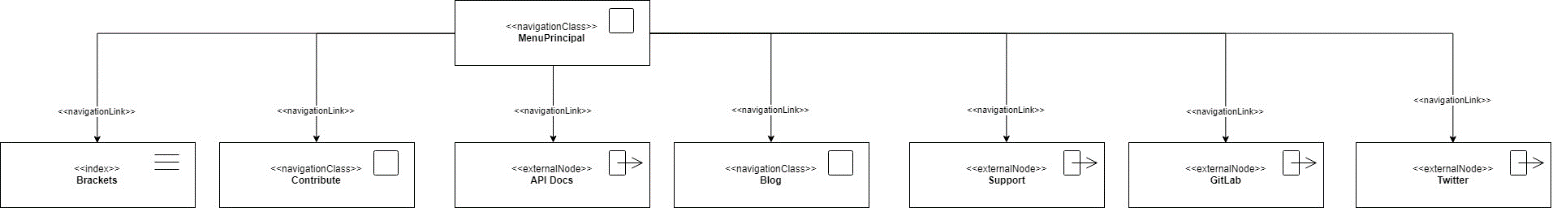 <<navigationClass>>
MenuPrincipal
<<navigationLink>>
<<navigationLink>>
<<navigationLink>>
<<navigationLink>>
<<navigationLink>>
<<navigationLink>>
<<navigationLink>>
<<index>>
Brackets
<<navigationClass>>
Contribute
<<externalNode>>
API Docs
<<navigationClass>>
Blog
<<externalNode>>
Support
<<externalNode>>
GitLab
<<externalNode>>
Twitter